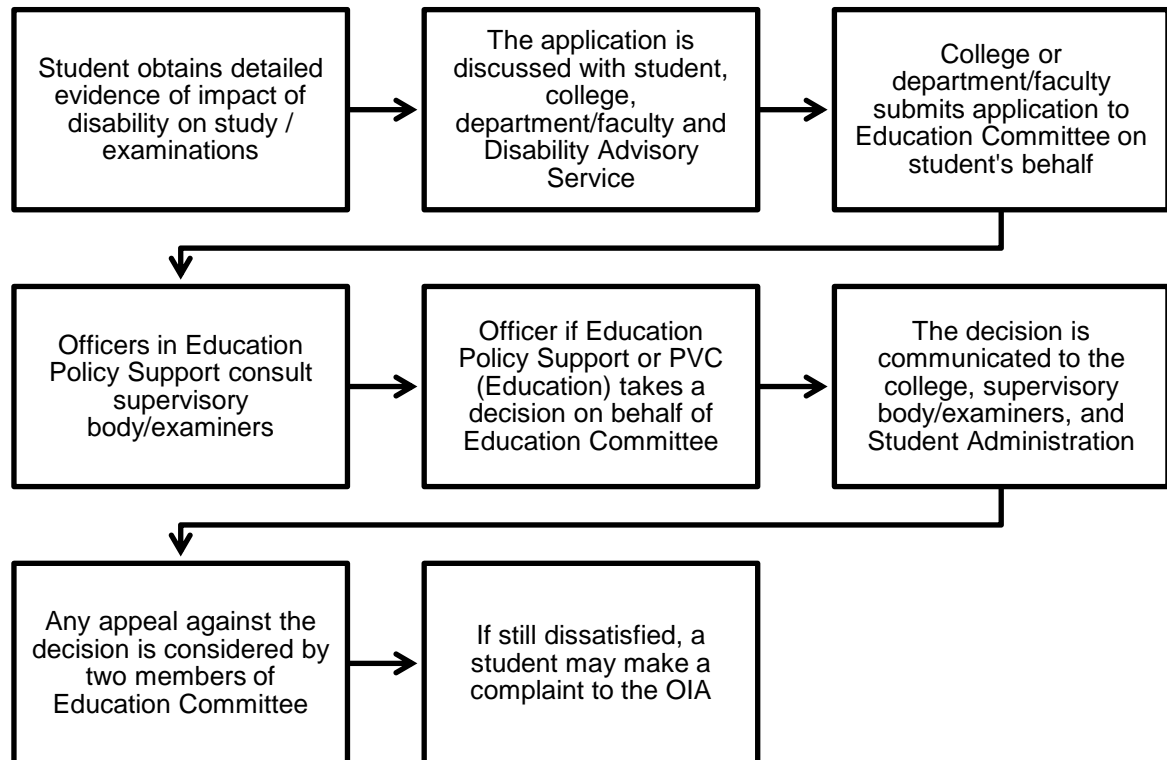 Student obtains detailed
evidence of impact of
disability on study /
examinations
The application is
discussed with student,
college,
department/faculty and
Disability Advisory
Service
College or
department/faculty
submits application to
Education Committee on
student's behalf
Officers in Education
Policy Support consult
supervisory
body/examiners
Officer if Education
Policy Support or PVC
(Education) takes a
decision on behalf of
Education Committee
The decision is
communicated to the
college, supervisory
body/examiners, and
Student Administration
Any appeal against the
decision is considered by
two members of
Education Committee
If still dissatisfied, a
student may make a
complaint to the OIA